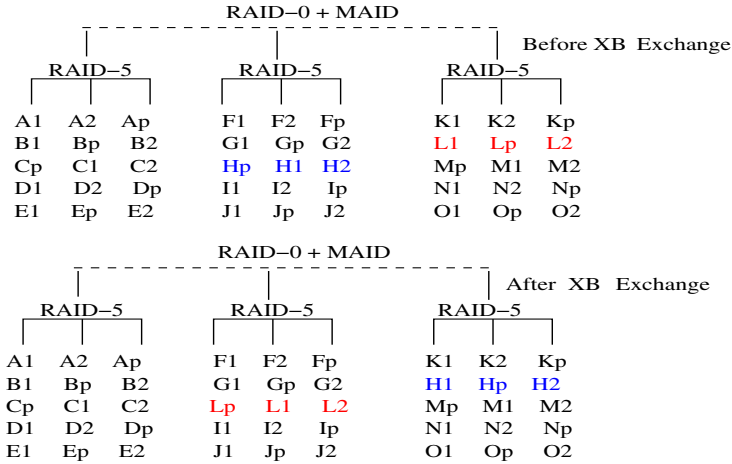 RAID−0 + MAID
Before XB Exchange
RAID−5 RAID−5 RAID−5
A1 A2 Ap F1 F2 Fp K1 K2 Kp
B1 Bp B2 G1 Gp G2 L1 Lp L2
Cp C1 C2 Hp H1 H2 Mp M1 M2
D1 D2 Dp I1 I2 Ip N1 N2 Np
E1 Ep E2 J1 Jp J2 O1 Op O2
RAID−0 + MAID
After XB Exchange
RAID−5 RAID−5 RAID−5
A1 A2 Ap F1 F2 Fp K1 K2 Kp
B1 Bp B2 G1 Gp G2 H1 Hp H2
Cp C1 C2 Lp L1 L2 Mp M1 M2
D1 D2 Dp I1 I2 Ip N1 N2 Np
E1 Ep E2 J1 Jp J2 O1 Op O2